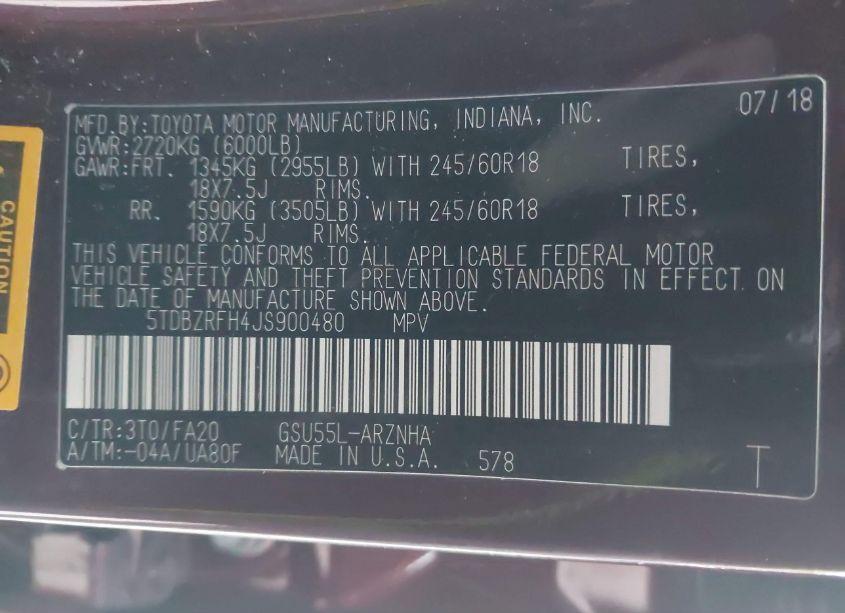 07/18
MFD.BY:TOYOTA MOTOR MANUFACTURING, INDIANA, INC.
GVWR:2720KG (6000LB)
GAWR:FRT. 1345KG (2955LB) WITH 245/60R18 TIRES,
18X7.5J RIMS.
RR. 1590KG (3505LB) WITH 245/60R18 TIRES,
18X7.5J RIMS.
THIS VEHICLE CONFORMS TO ALL APPLICABLE FEDERAL MOTOR
VEHICLE SAFETY AND THEFT PREVENTION STANDARDS IN EFFECT ON
THE DATE OF MANUFACTURE SHOWN ABOVE.
5TDBZRFH4JS900480 MPV
C/TR:3T0/FA20 GSU55L-ARZNHA
A/TM:-04A/UA80F MADE IN U.S.A. 578 T
CAUTION